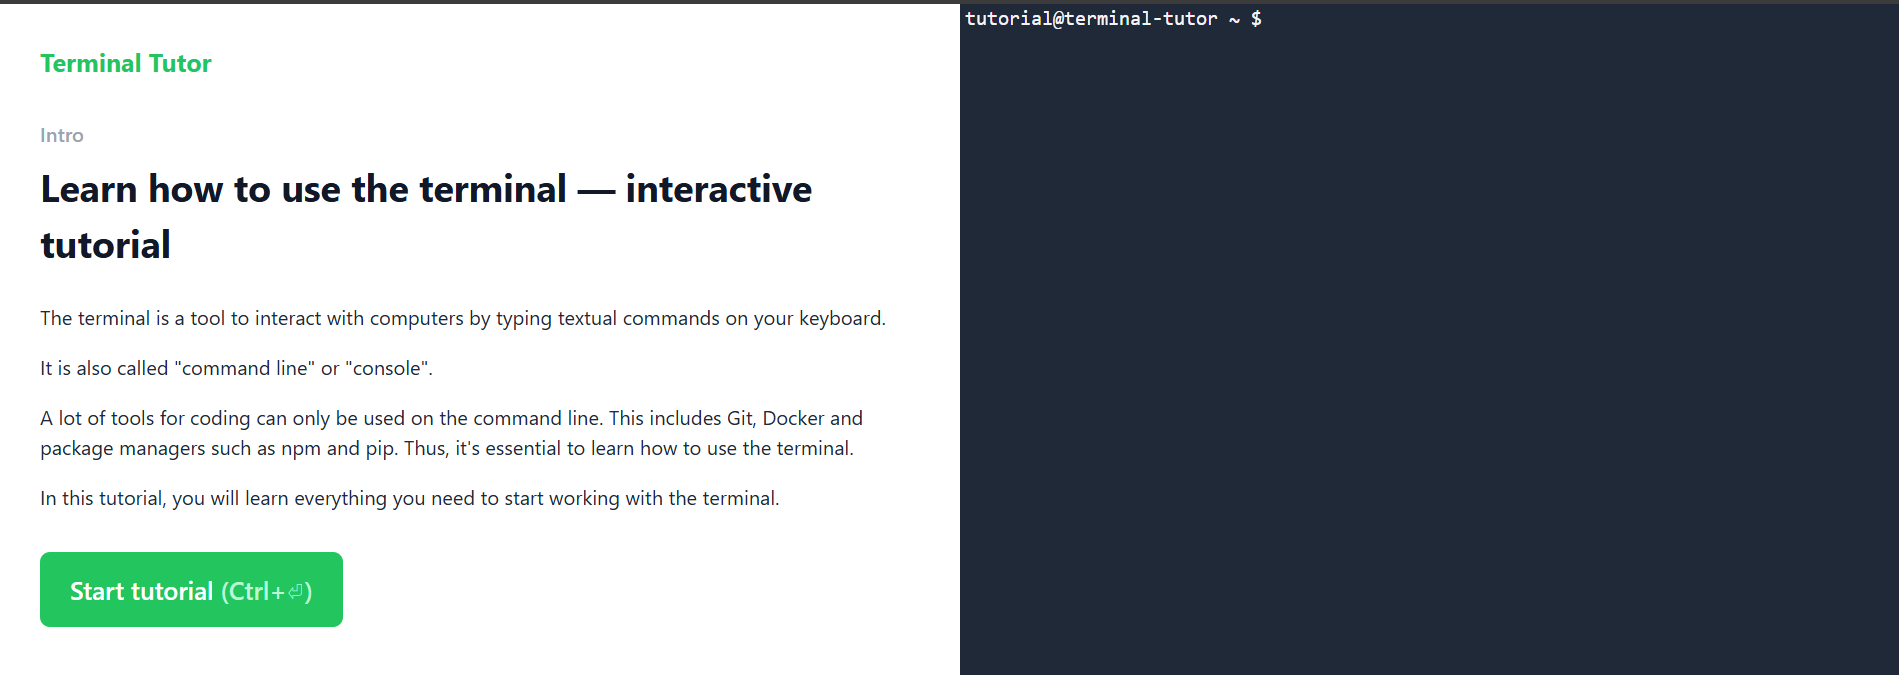 Terminal Tutor
Intro
Learn how to use the terminal — interactive
tutorial
The terminal is a tool to interact with computers by typing textual commands on your keyboard.
It is also called "command line" or "console".
A lot of tools for coding can only be used on the command line. This includes Git, Docker and
package managers such as npm and pip. Thus, it's essential to learn how to use the terminal.
In this tutorial, you will learn everything you need to start working with the terminal.
Start tutorial (Ctrl+⏎)
tutorial@terminal-tutor ~ $